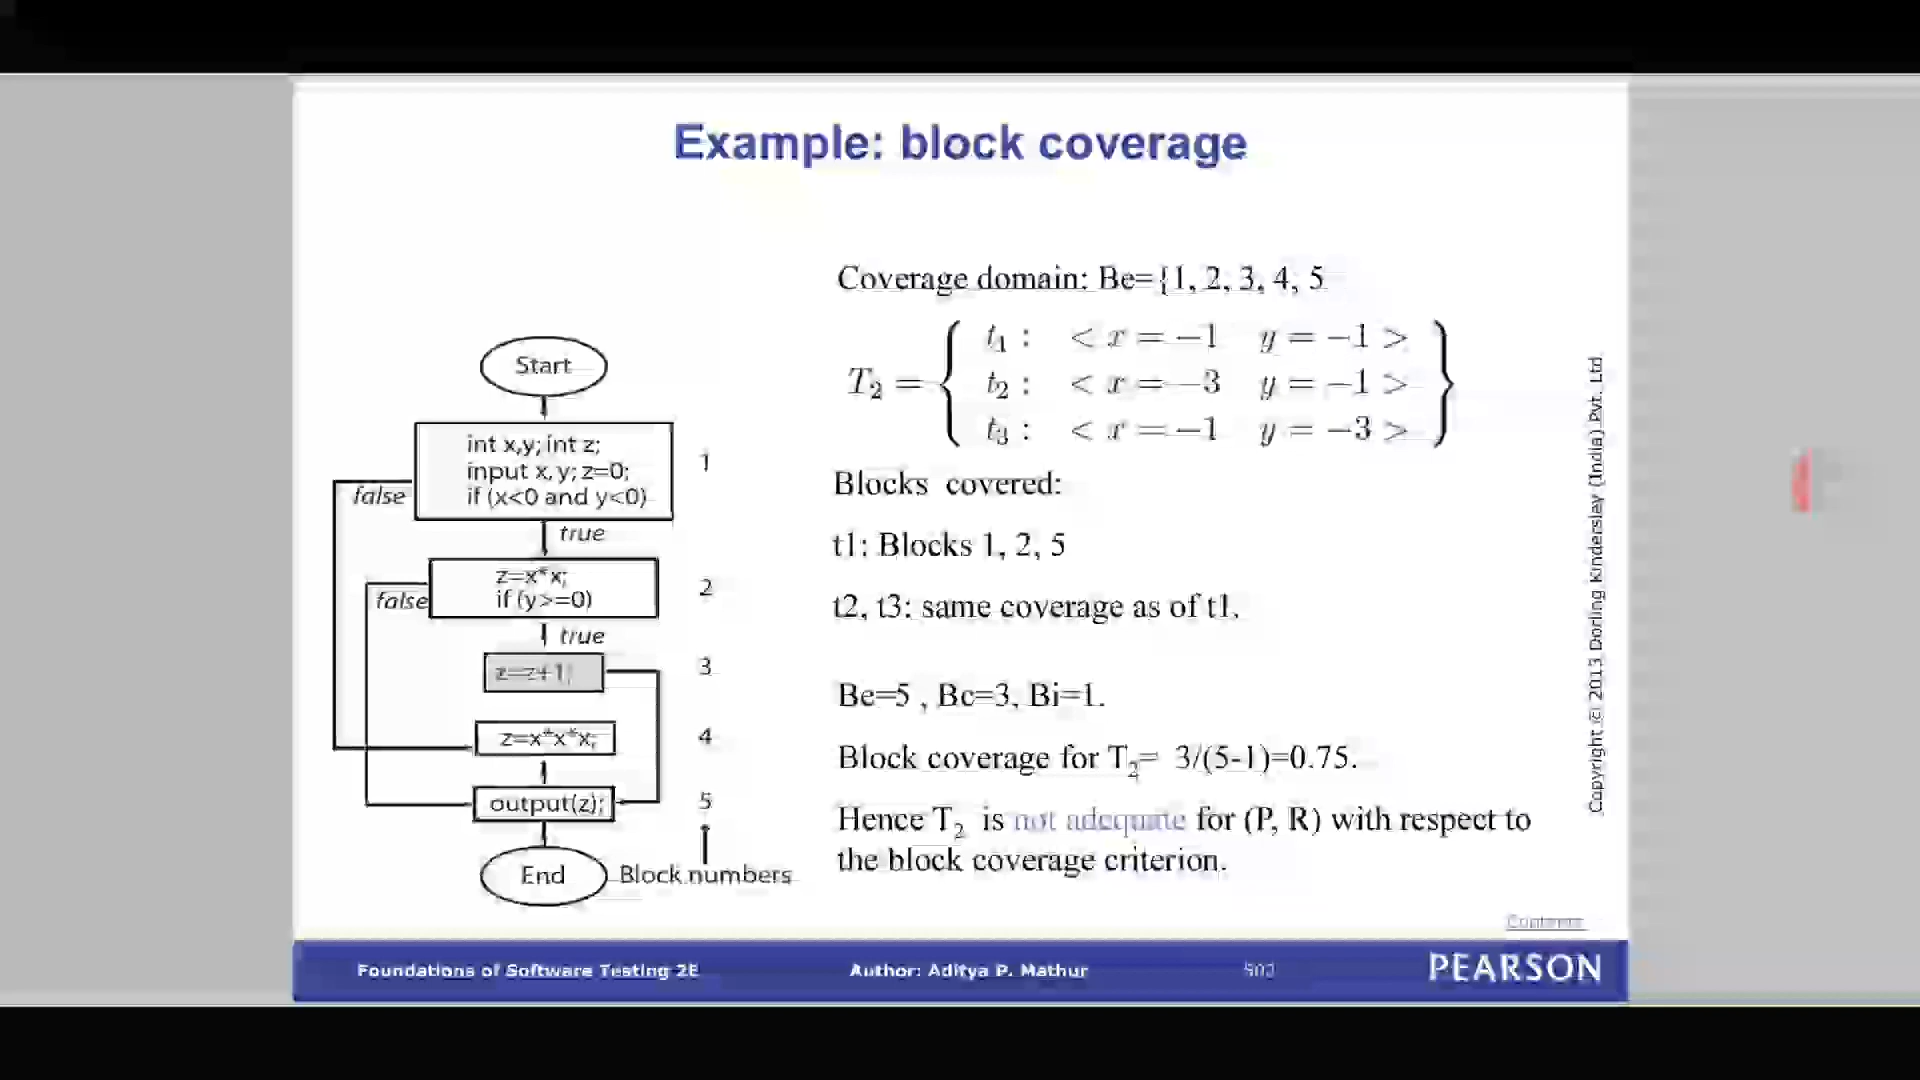 Example: block coverage
Coverage domain: Be={1, 2, 3, 4, 5
T2 = { t1 : < x = −1 y = −1 >
t2 : < x = −3 y = −1 >
t3 : < x = −1 y = −3 > }
Blocks covered:
t1: Blocks 1, 2, 5
t2, t3: same coverage as of t1.
Be=5 , Bc=3, Bi=1.
Block coverage for T2= 3/(5-1)=0.75.
Hence T2 is not adequate for (P, R) with respect to
the block coverage criterion.
Start
int x,y; int z;
input x, y; z=0;
if (x<0 and y<0)
1
false
true
z=x*x;
if (y>=0)
2
false
true
z=z+1;
3
z=x*x*x;
4
output(z);
5
End
Block numbers
Copyright © 2013 Dorling Kindersley (India) Pvt. Ltd
Contents
Foundations of Software Testing 2E
Author: Aditya P. Mathur
PEARSON